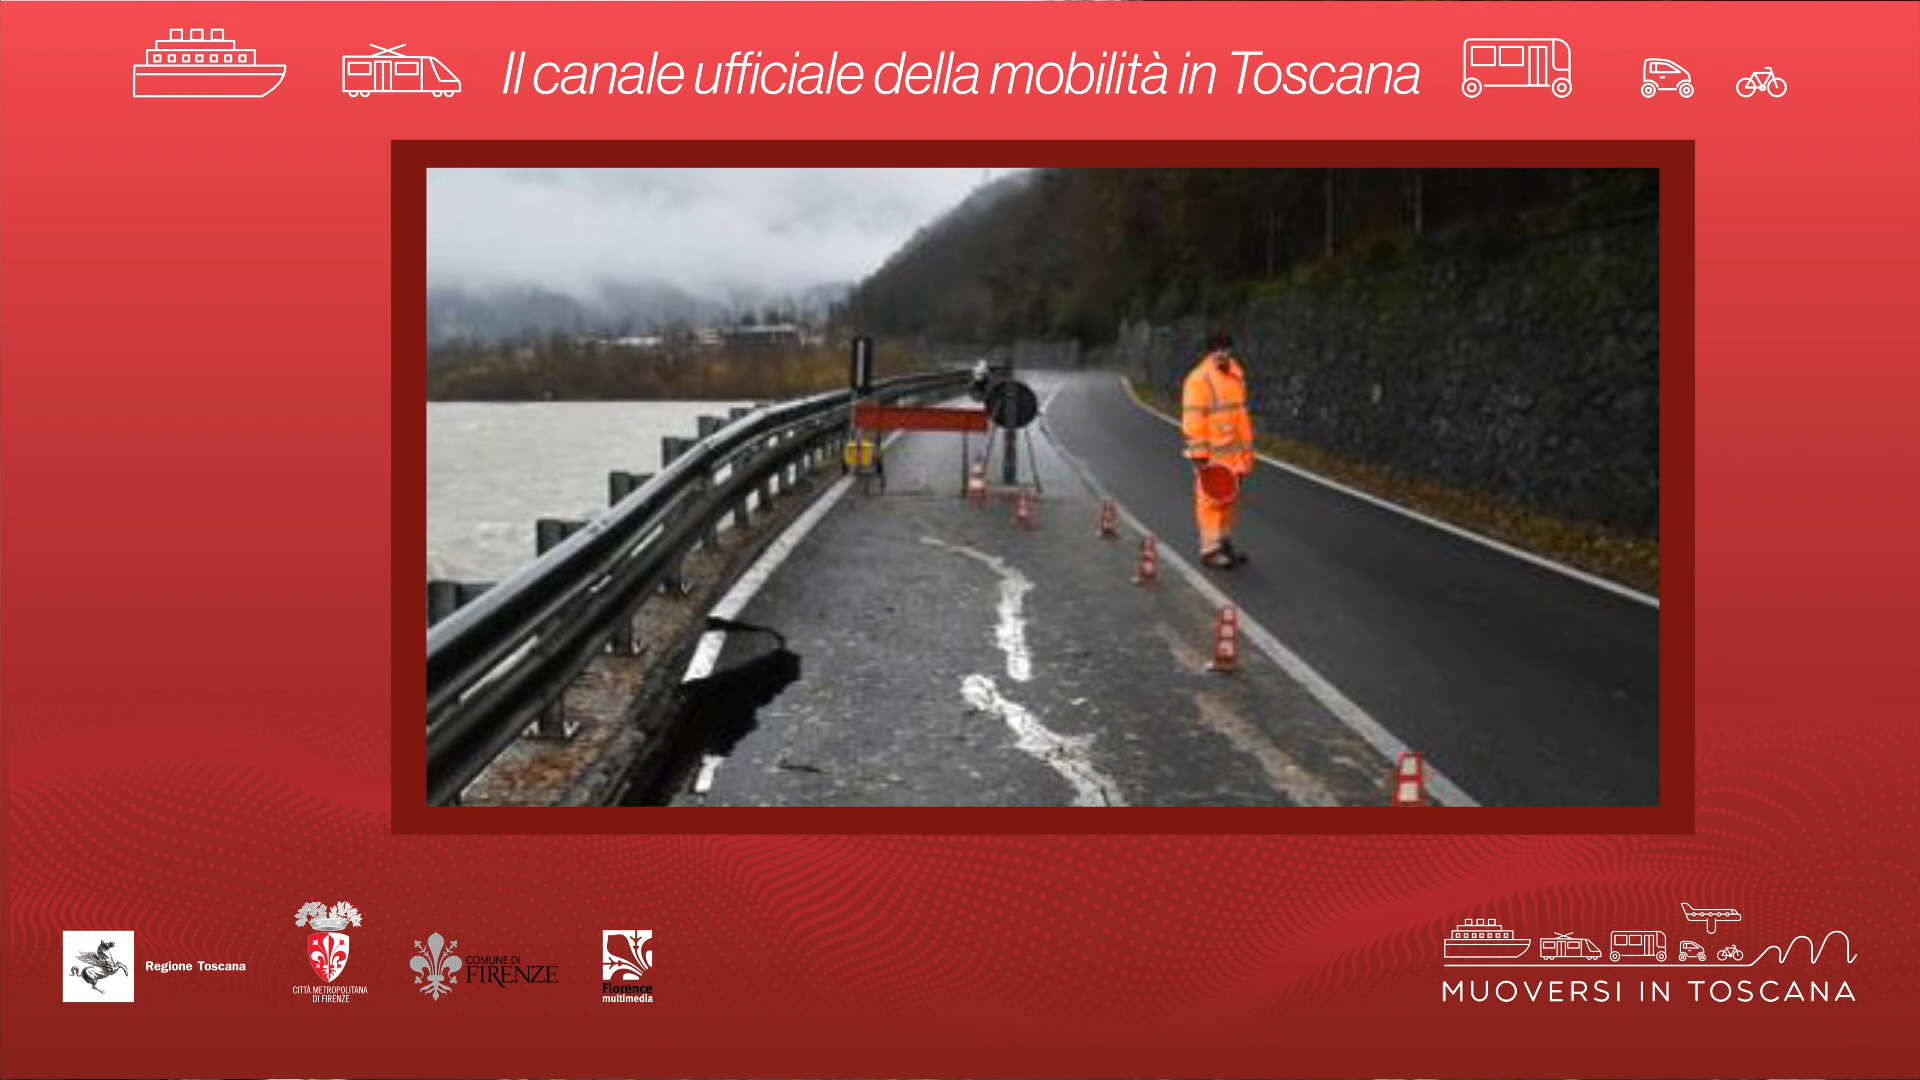 Il canale ufficiale della mobilità in Toscana
Regione Toscana
CITTÀ METROPOLITANA
DI FIRENZE
COMUNE DI
FIRENZE
Florence
multimedia
MUOVERSI IN TOSCANA